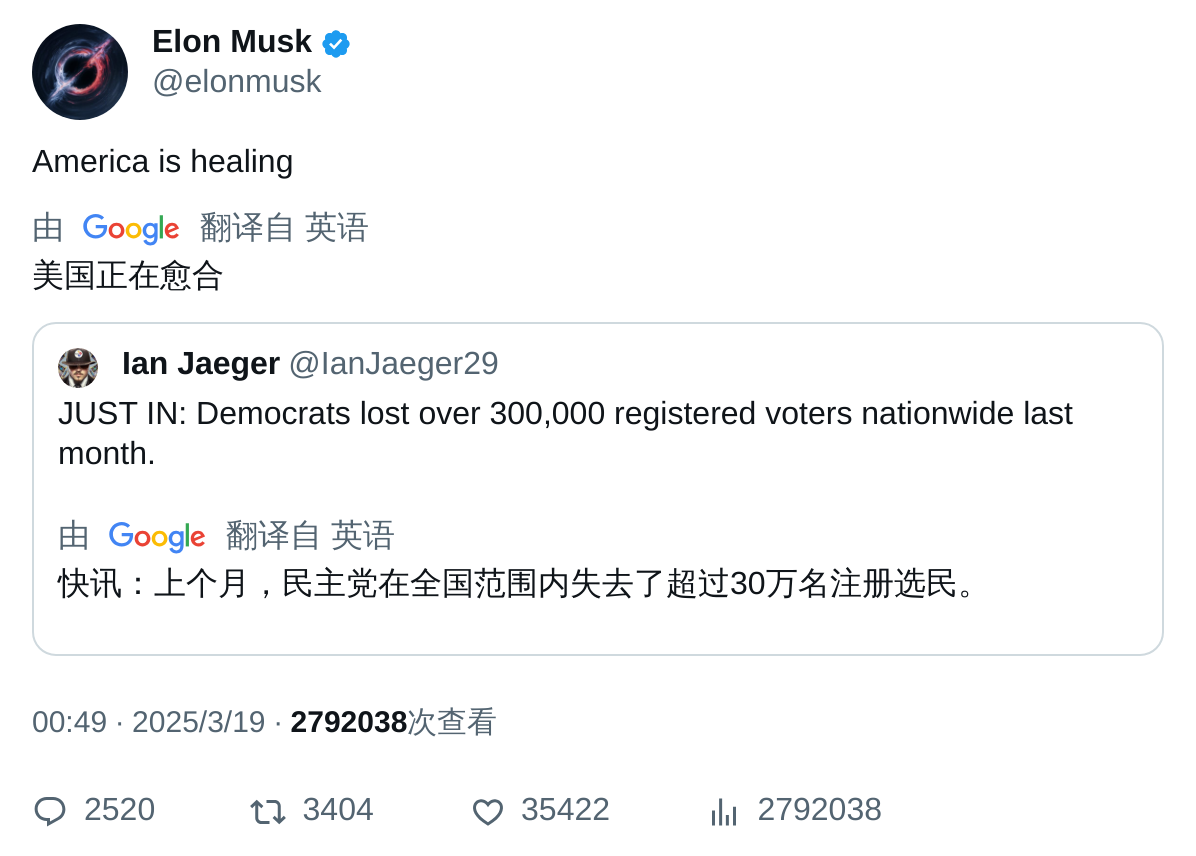 Elon Musk
@elonmusk
America is healing
由 Google 翻译自 英语
美国正在愈合
Ian Jaeger @IanJaeger29
JUST IN: Democrats lost over 300,000 registered voters nationwide last
month.
由 Google 翻译自 英语
快讯：上个月，民主党在全国范围内失去了超过30万名注册选民。
00:49 · 2025/3/19 · 2792038次查看
2520 3404 35422 2792038